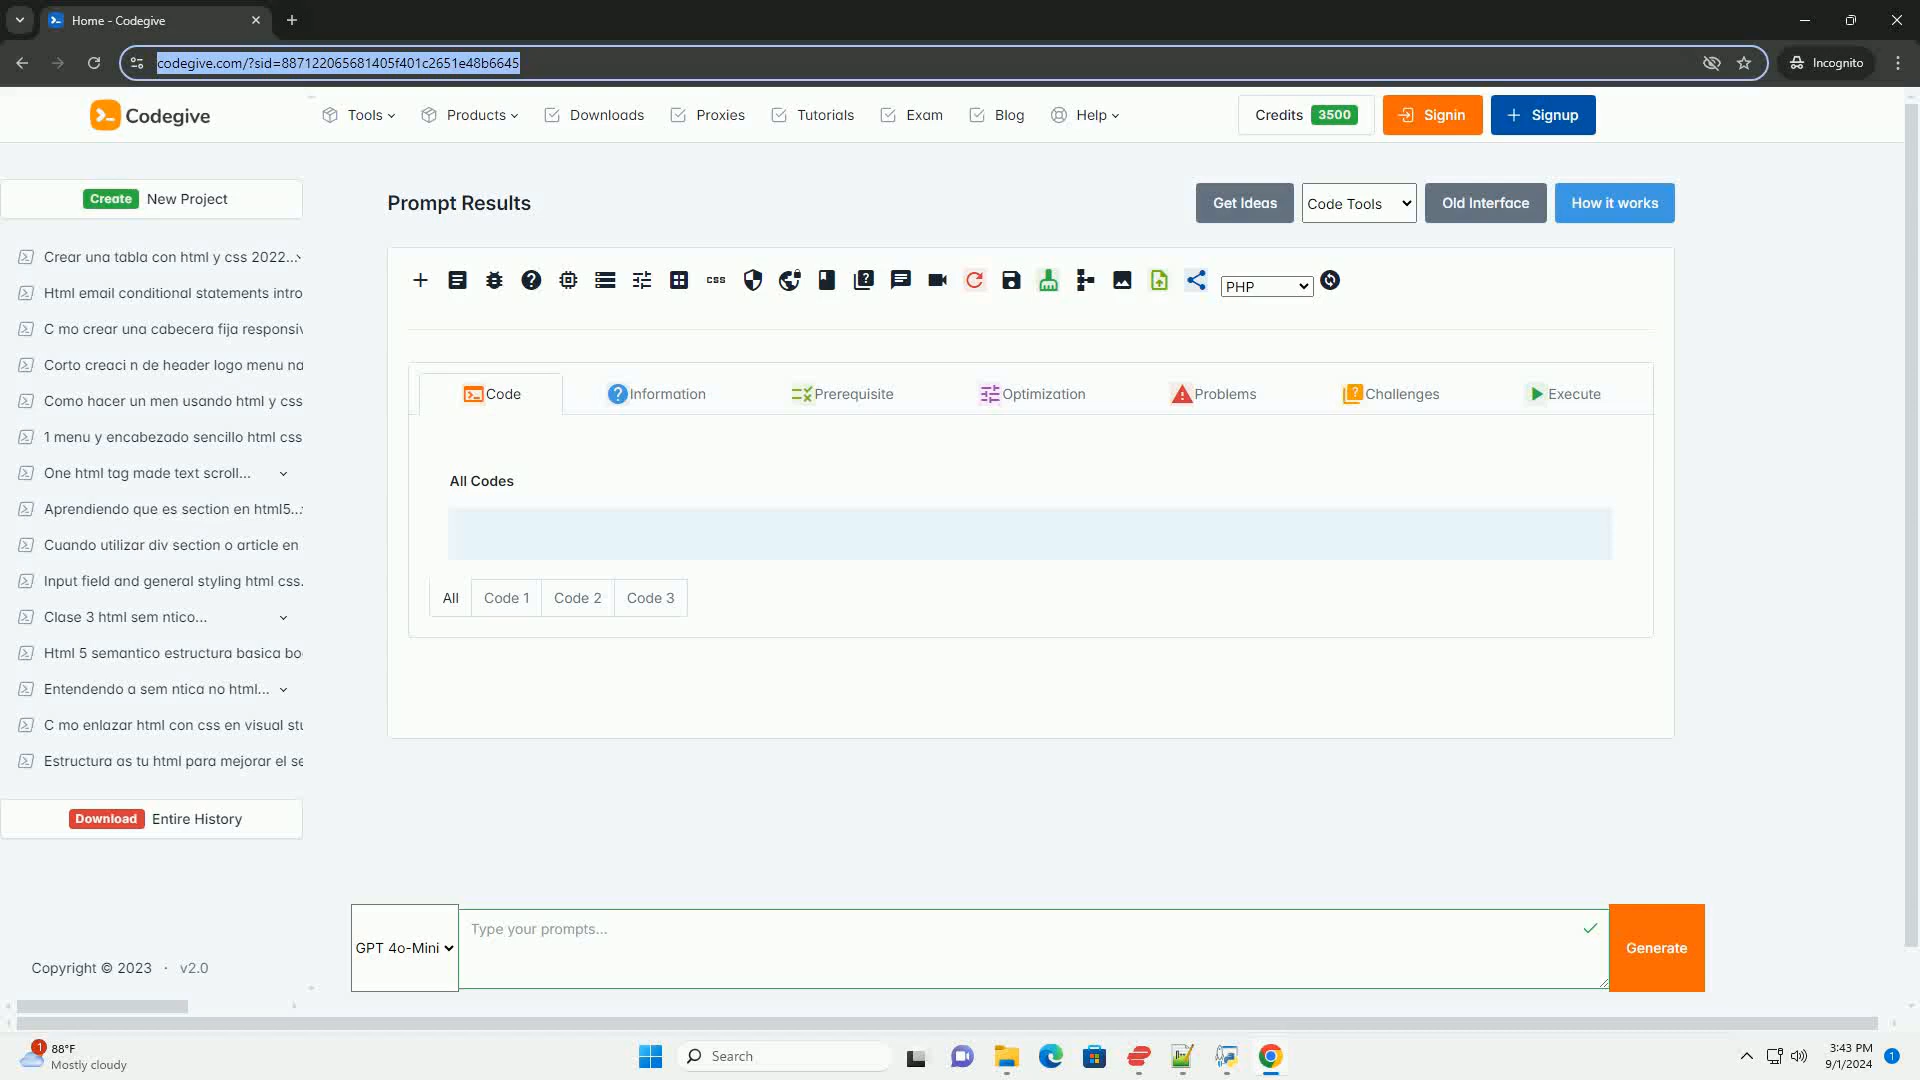 Home - Codegive
codegive.com/?sid=887122065681405f401c2651e48b6645
Incognito
Codegive
Tools
Products
Downloads
Proxies
Tutorials
Exam
Blog
Help
Credits 3500
Signin
Signup
Create New Project
Crear una tabla con html y css 2022...
Html email conditional statements intro
C mo crear una cabecera fija responsiv
Corto creaci n de header logo menu na
Como hacer un men usando html y css
1 menu y encabezado sencillo html css
One html tag made text scroll...
Aprendiendo que es section en html5...
Cuando utilizar div section o article en
Input field and general styling html css.
Clase 3 html sem ntico...
Html 5 semantico estructura basica bo
Entendendo a sem ntica no html...
C mo enlazar html con css en visual stu
Estructura as tu html para mejorar el se
Download Entire History
Copyright © 2023 · v2.0
Prompt Results
Get Ideas
Code Tools
Old Interface
How it works
css
PHP
Code
Information
Prerequisite
Optimization
Problems
Challenges
Execute
All Codes
All
Code 1
Code 2
Code 3
GPT 4o-Mini
Type your prompts...
Generate
1
88°F
Mostly cloudy
Search
3:43 PM
9/1/2024
1